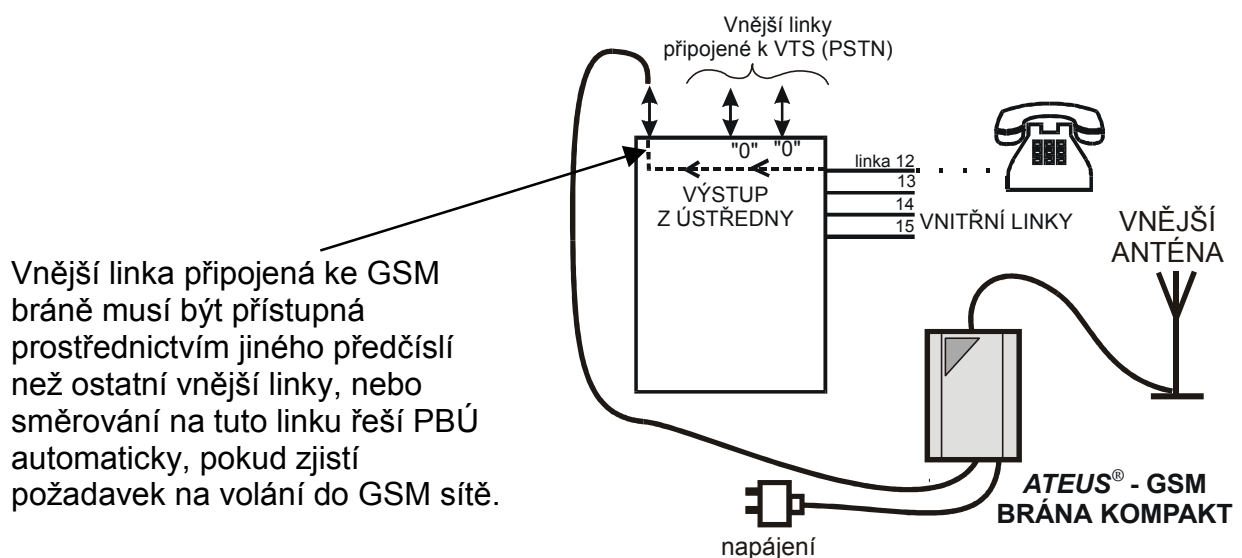 Vnější linky
připojené k VTS (PSTN)
"0" "0"
linka 12
13
14
15
VÝSTUP
Z ÚSTŘEDNY
VNITŘNÍ LINKY
VNĚJŠÍ
ANTÉNA
Vnější linka připojená ke GSM
bráně musí být přístupná
prostřednictvím jiného předčíslí
než ostatní vnější linky, nebo
směrování na tuto linku řeší PBÚ
automaticky, pokud zjistí
požadavek na volání do GSM sítě.
ATEUS® - GSM
BRÁNA KOMPAKT
napájení